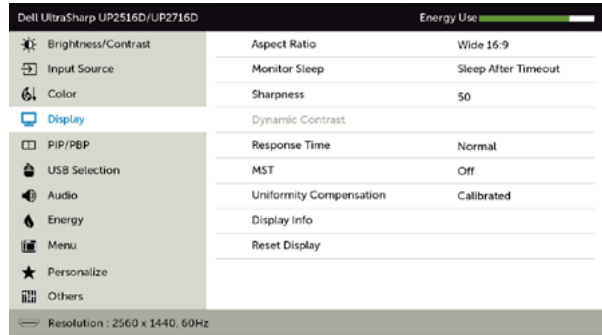 Dell UltraSharp UP2516D/UP2716D Energy Use
Brightness/Contrast Aspect Ratio Wide 16:9
Input Source Monitor Sleep Sleep After Timeout
Color Sharpness 50
Display Dynamic Contrast
PIP/PBP Response Time Normal
USB Selection MST Off
Audio Uniformity Compensation Calibrated
Energy Display Info
Menu Reset Display
Personalize
Others
Resolution : 2560 x 1440, 60Hz